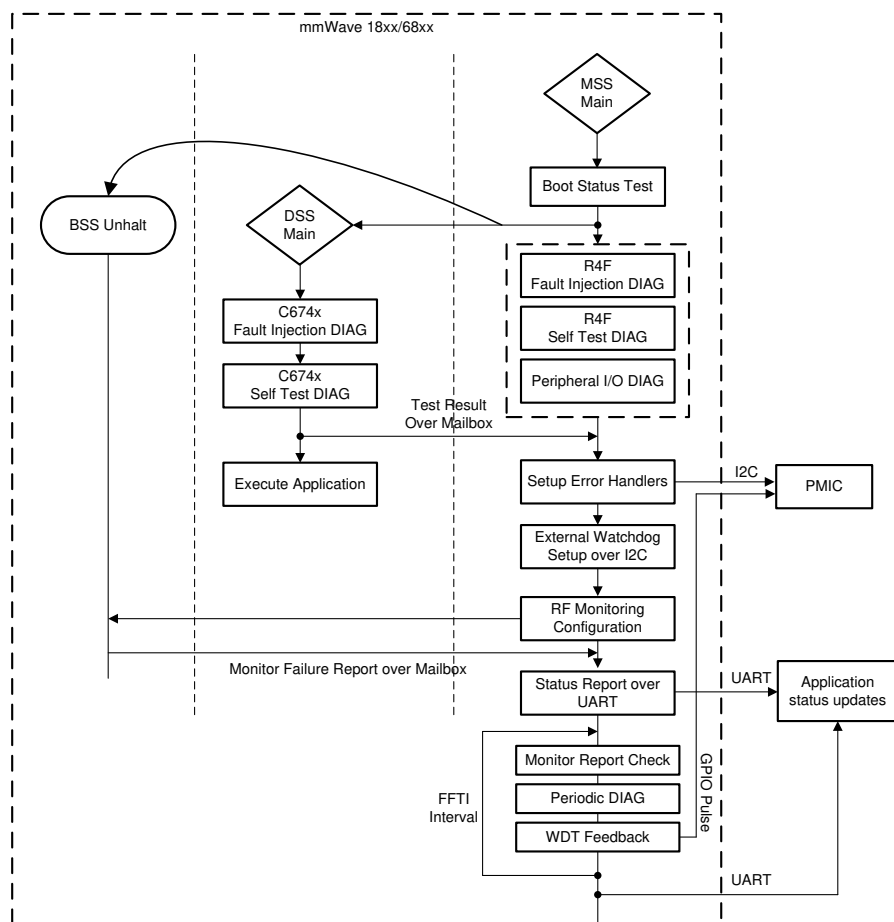 mmWave 18xx/68xx
MSS
Main
Boot Status Test
BSS Unhalt
DSS
Main
R4F
Fault Injection DIAG
C674x
Fault Injection DIAG
R4F
Self Test DIAG
C674x
Self Test DIAG
Peripheral I/O DIAG
Test Result
Over Mailbox
Execute Application
Setup Error Handlers
I2C
PMIC
External Watchdog
Setup over I2C
RF Monitoring
Configuration
Monitor Failure Report over Mailbox
Status Report over
UART
UART
Application
status updates
Monitor Report Check
GPIO Pulse
FFTI
Interval
Periodic DIAG
WDT Feedback
UART